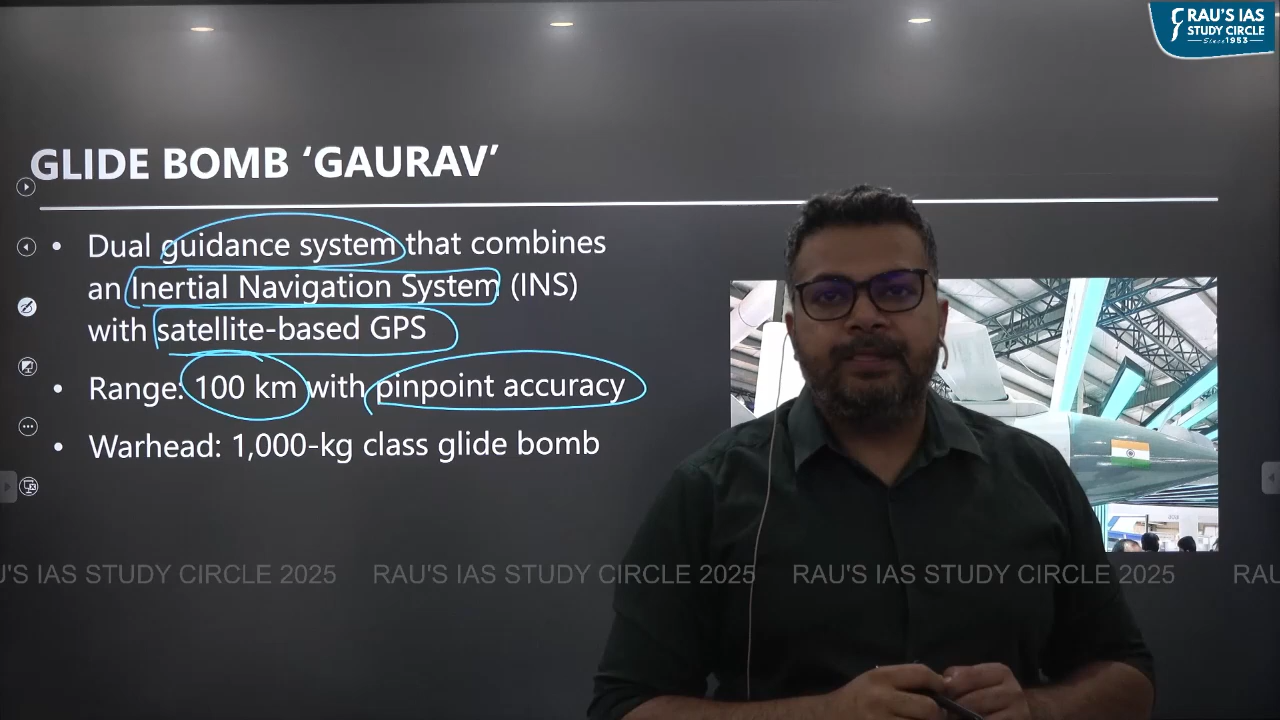 RAU'S IAS
STUDY CIRCLE
Since 1953
GLIDE BOMB ‘GAURAV’
• Dual guidance system that combines
an Inertial Navigation System (INS)
with satellite-based GPS
• Range: 100 km with pinpoint accuracy
• Warhead: 1,000-kg class glide bomb
U'S IAS STUDY CIRCLE 2025 RAU'S IAS STUDY CIRCLE 2025 RAU'S IAS STUDY CIRCLE 2025 RAU